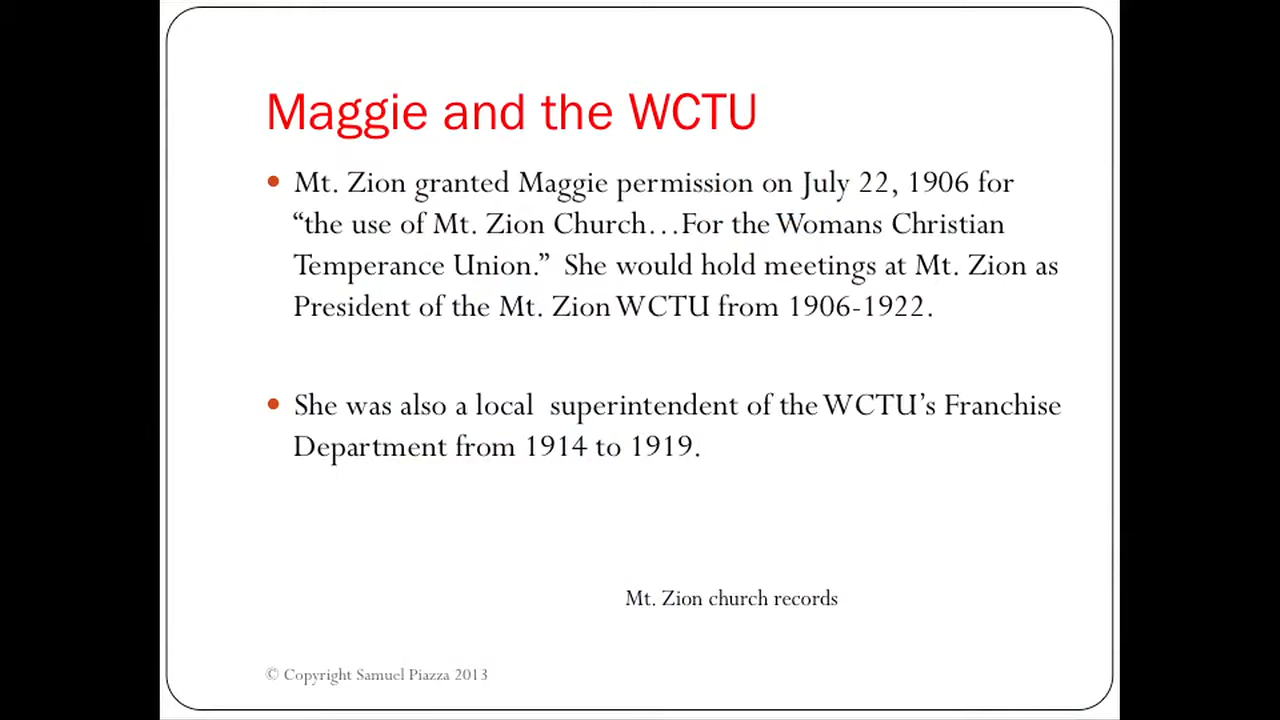 Maggie and the WCTU
• Mt. Zion granted Maggie permission on July 22, 1906 for
“the use of Mt. Zion Church…For the Womans Christian
Temperance Union.”  She would hold meetings at Mt. Zion as
President of the Mt. Zion WCTU from 1906-1922.
• She was also a local  superintendent of the WCTU’s Franchise
Department from 1914 to 1919.
Mt. Zion church records
© Copyright Samuel Piazza 2013